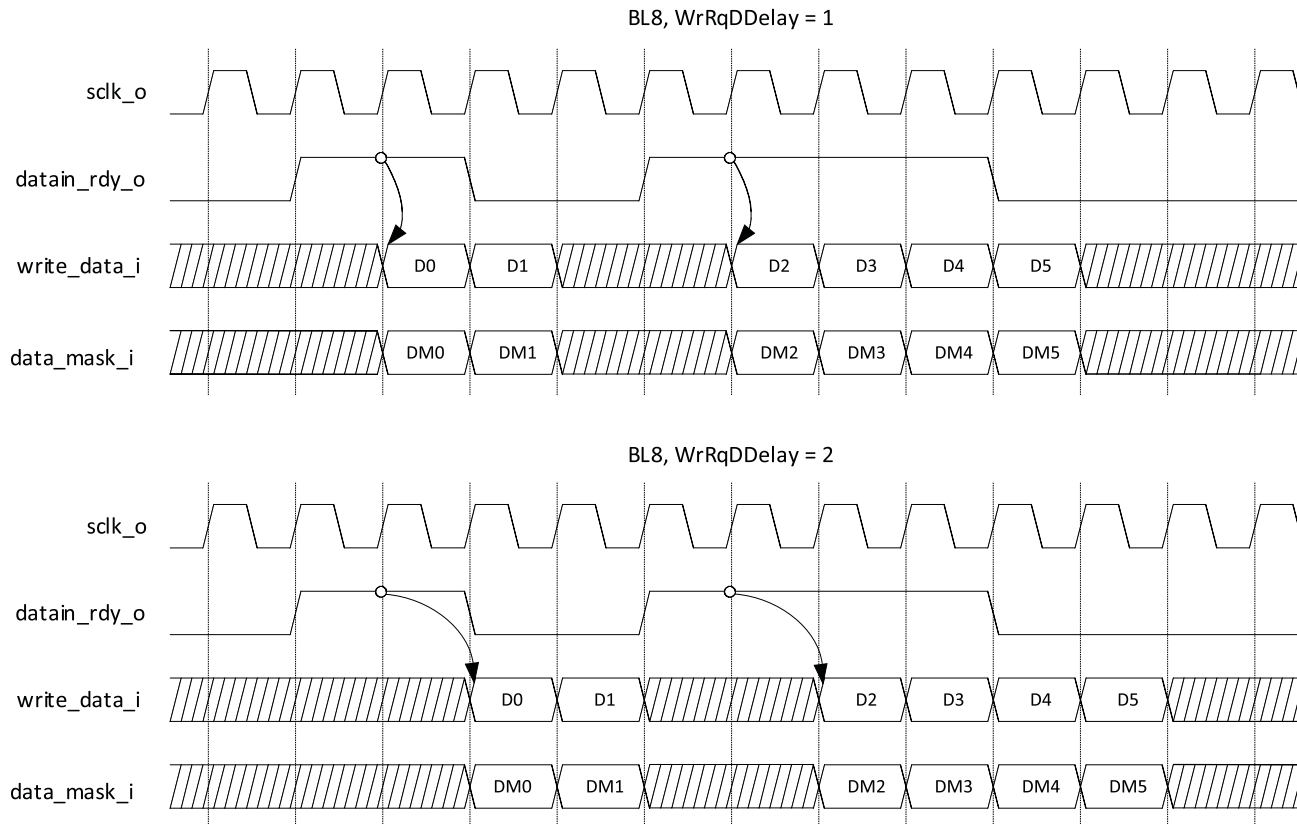 BL8, WrRqDDelay = 1
sclk_o
datain_rdy_o
write_data_i D0 D1 D2 D3 D4 D5
data_mask_i DM0 DM1 DM2 DM3 DM4 DM5
BL8, WrRqDDelay = 2
sclk_o
datain_rdy_o
write_data_i D0 D1 D2 D3 D4 D5
data_mask_i DM0 DM1 DM2 DM3 DM4 DM5